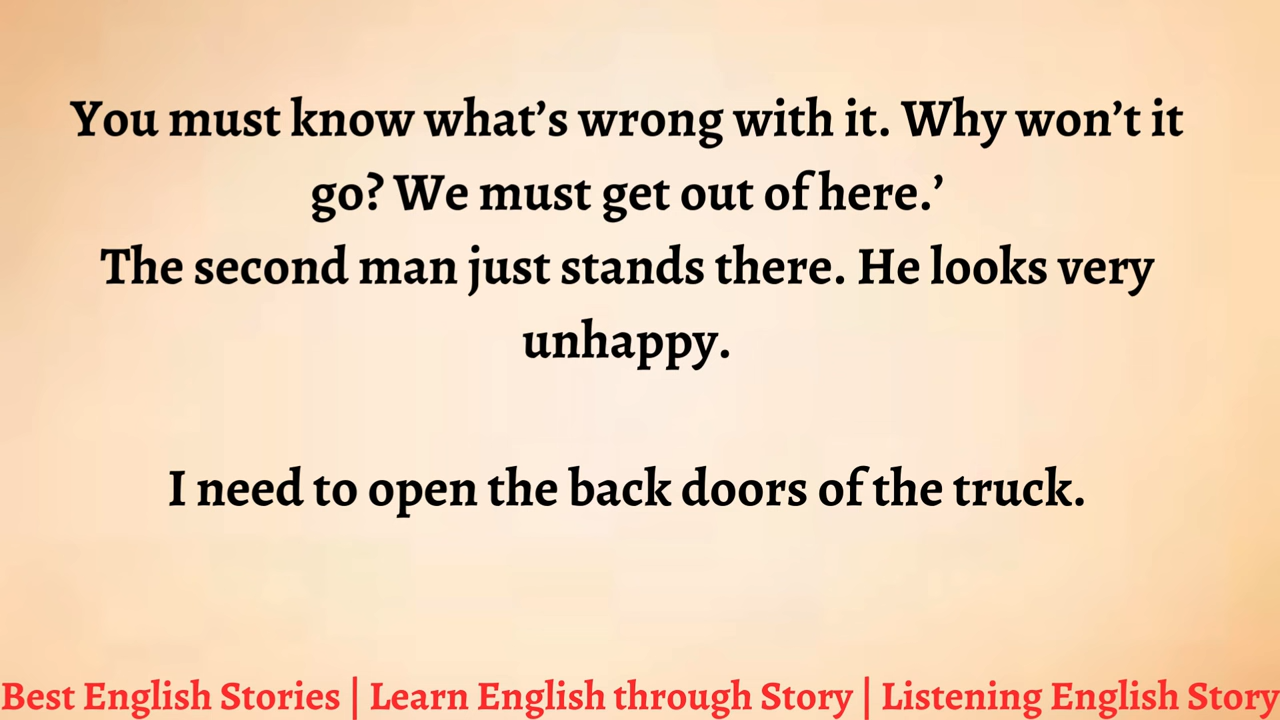 You must know what’s wrong with it. Why won’t it
go? We must get out of here.’
The second man just stands there. He looks very
unhappy.
I need to open the back doors of the truck.
Best English Stories | Learn English through Story | Listening English Story